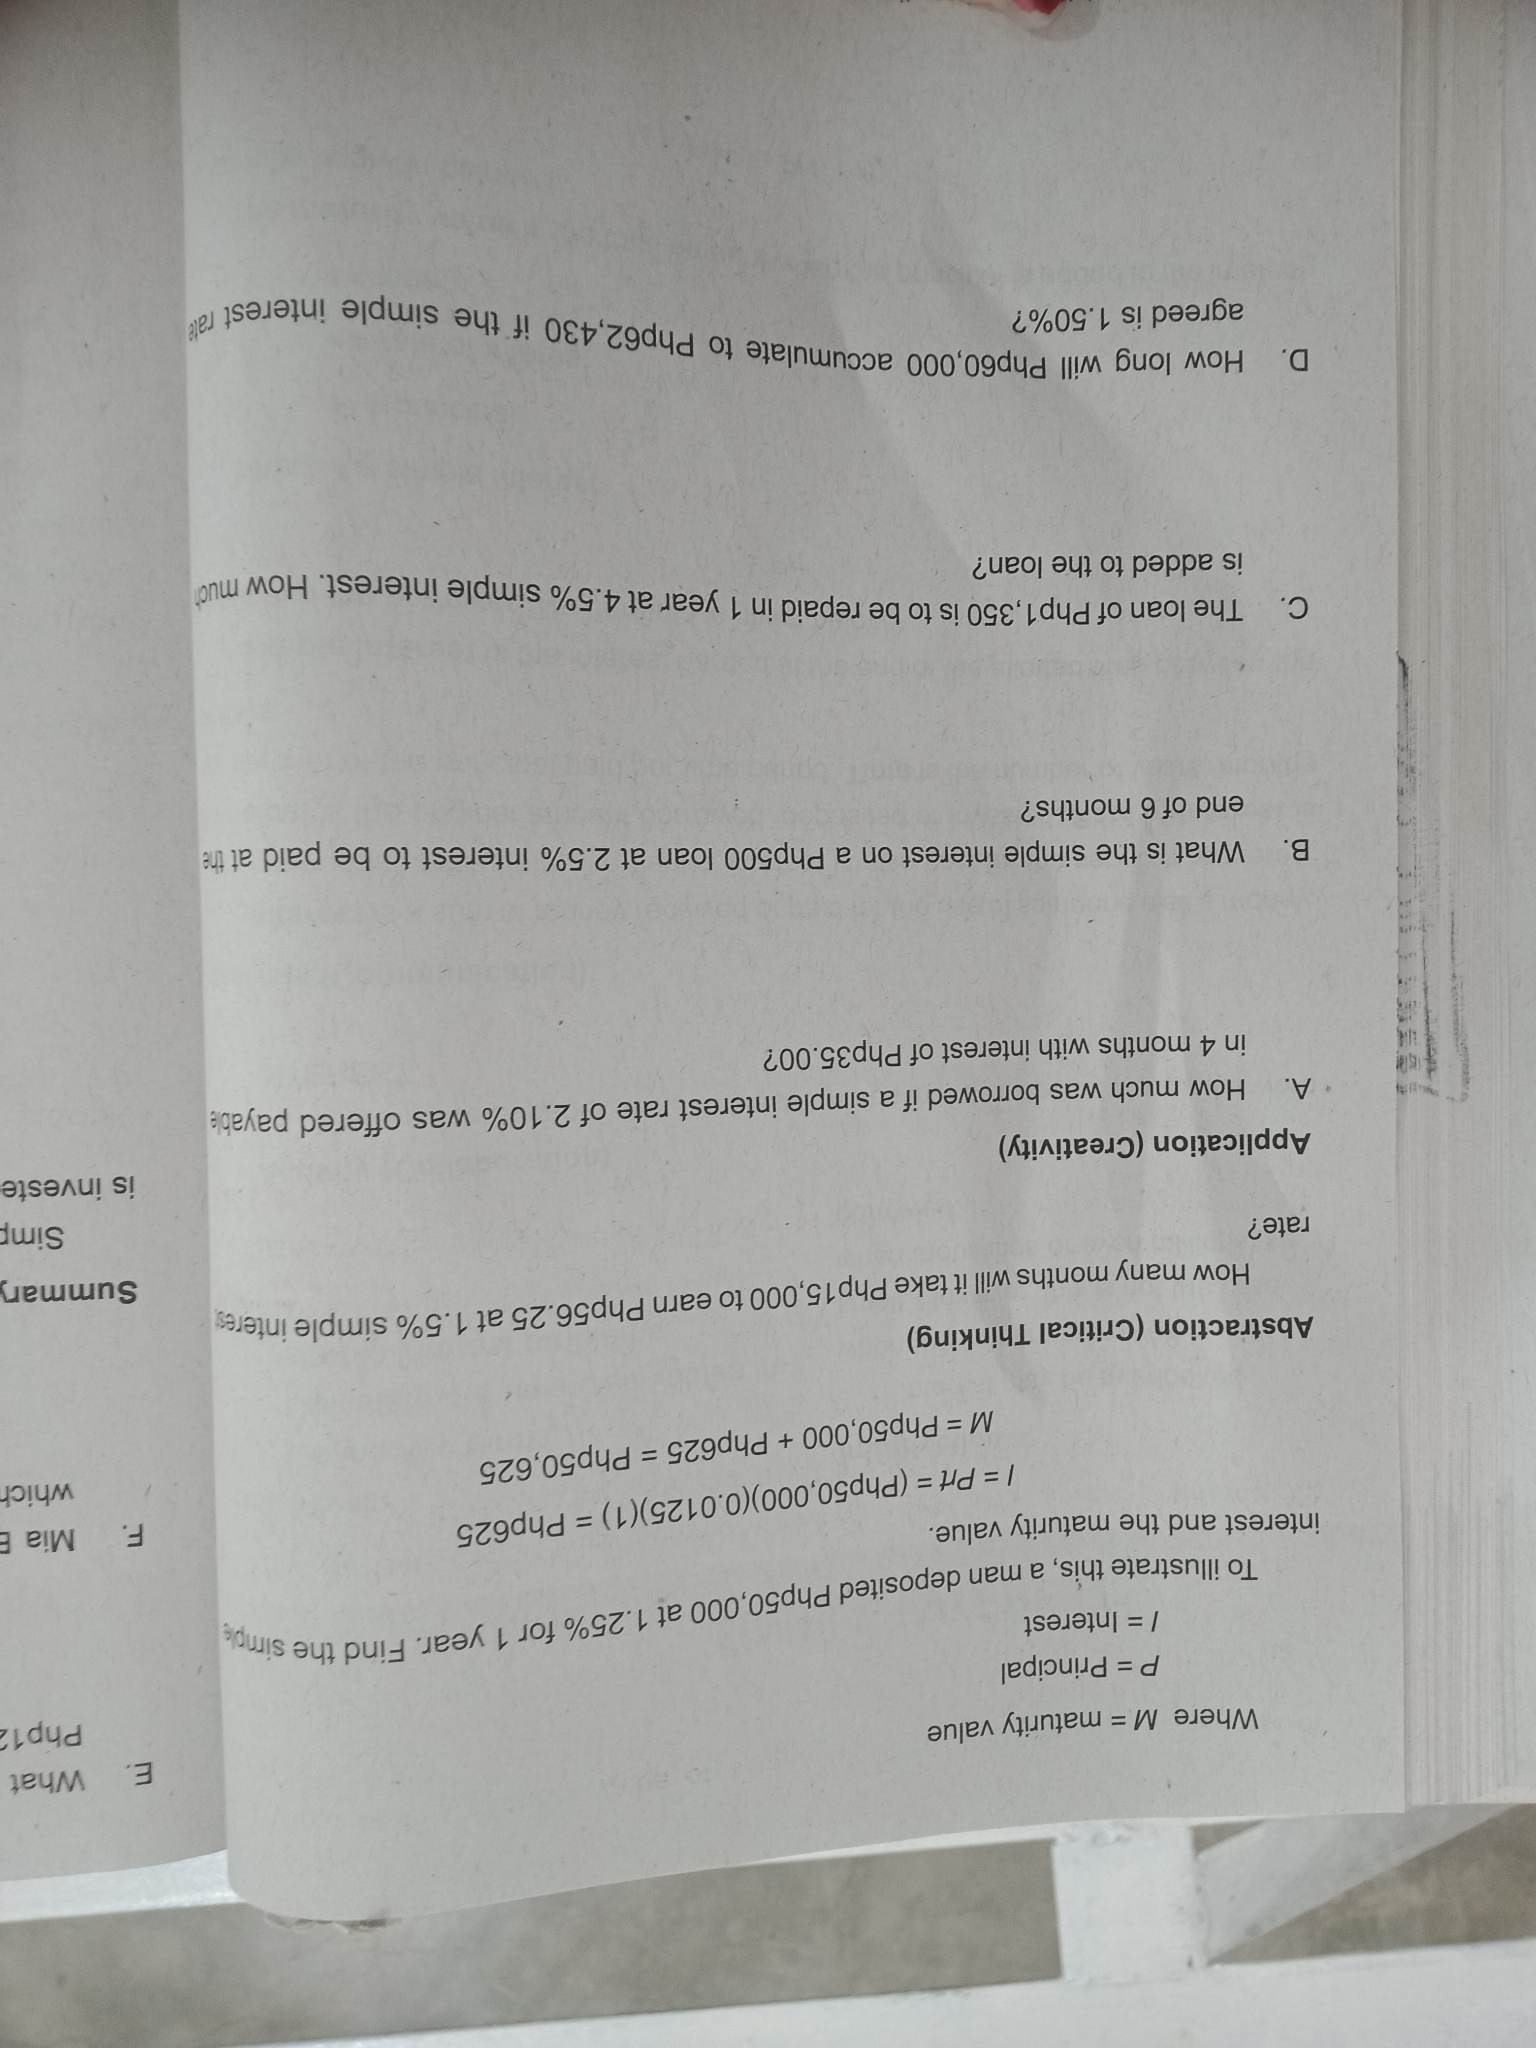 Where M = maturity value
P = Principal
I = Interest
To illustrate this, a man deposited Php50,000 at 1.25% for 1 year. Find the simple
interest and the maturity value.
I = Prt = (Php50,000)(0.0125)(1) = Php625
M = Php50,000 + Php625 = Php50,625
Abstraction (Critical Thinking)
How many months will it take Php15,000 to earn Php56.25 at 1.5% simple interest
rate?
Application (Creativity)
A. How much was borrowed if a simple interest rate of 2.10% was offered payable
in 4 months with interest of Php35.00?
B. What is the simple interest on a Php500 loan at 2.5% interest to be paid at the
end of 6 months?
C. The loan of Php1,350 is to be repaid in 1 year at 4.5% simple interest. How much
is added to the loan?
D. How long will Php60,000 accumulate to Php62,430 if the simple interest rate
agreed is 1.50%?
E. What
Php12
F. Mia
which
Summary
Simp
is investe